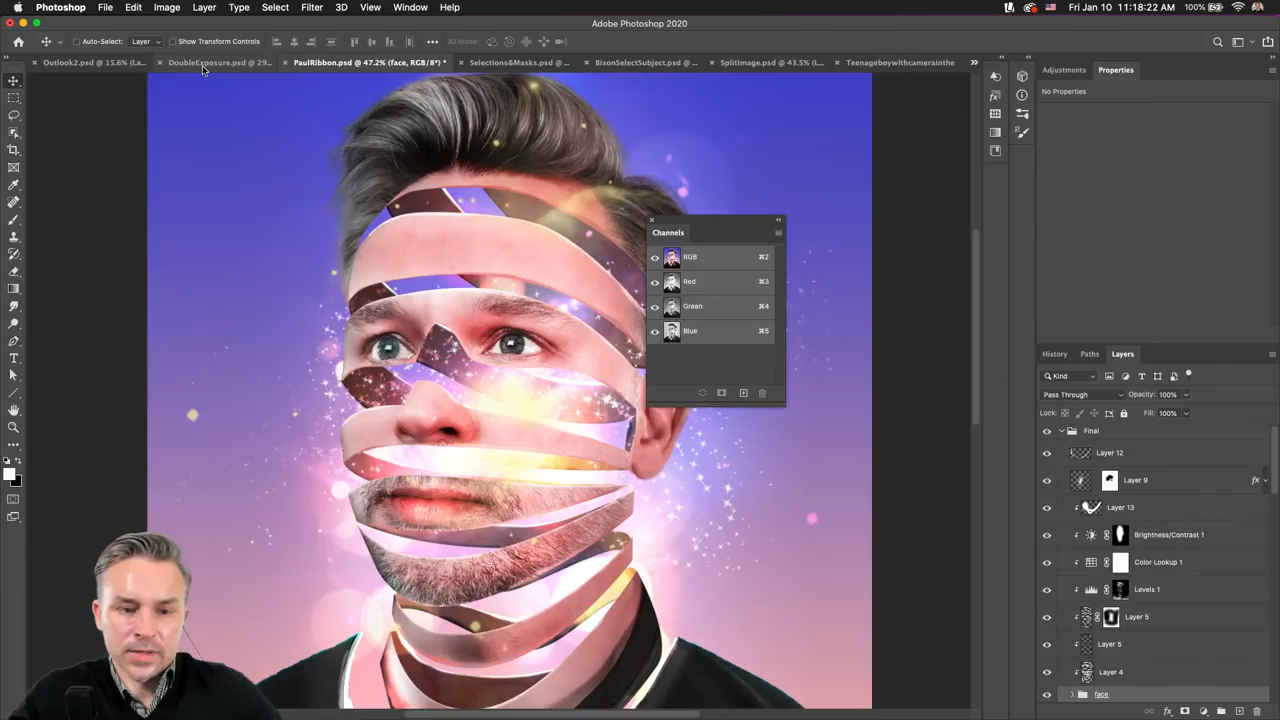 Photoshop File Edit Image Layer Type Select Filter 3D View Window Help 100% Fri Jan 10 11:18:22 AM
Adobe Photoshop 2020
Auto-Select: Layer Show Transform Controls 3D Mode:
Outlook2.psd @ 15.6% (La... DoubleExposure.psd @ 29... PaulRibbon.psd @ 47.2% (face, RGB/8*) * Selections&Masks.psd @ ... BisonSelectSubject.psd @ ... SplitImage.psd @ 43.5% (L... Teenageboywithcamerainthe
Adjustments Properties
No Properties
Channels
RGB ⌘2
Red ⌘3
Green ⌘4
Blue ⌘5
History Paths Layers
Kind
Pass Through Opacity: 100%
Lock: Fill: 100%
Final
Layer 12
Layer 9 fx
Layer 13
Brightness/Contrast 1
Color Lookup 1
Levels 1
Layer 5
Layer 6
Layer 4
face
fx